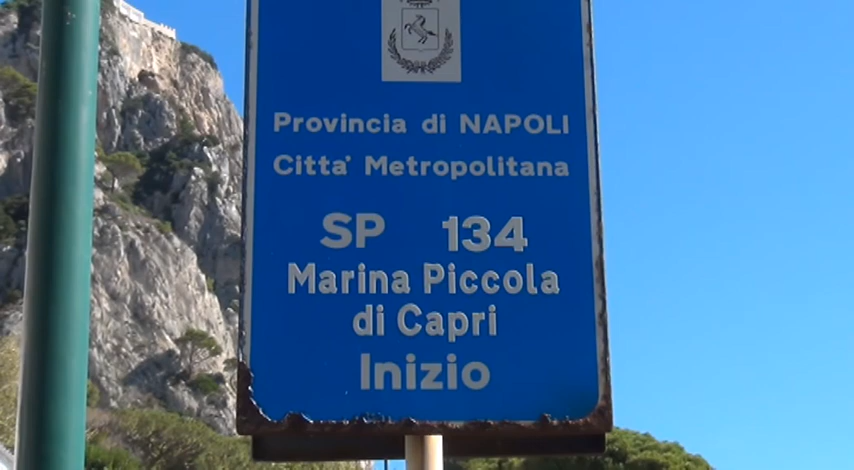 Provincia di NAPOLI
Citta' Metropolitana
SP 134
Marina Piccola
di Capri
Inizio